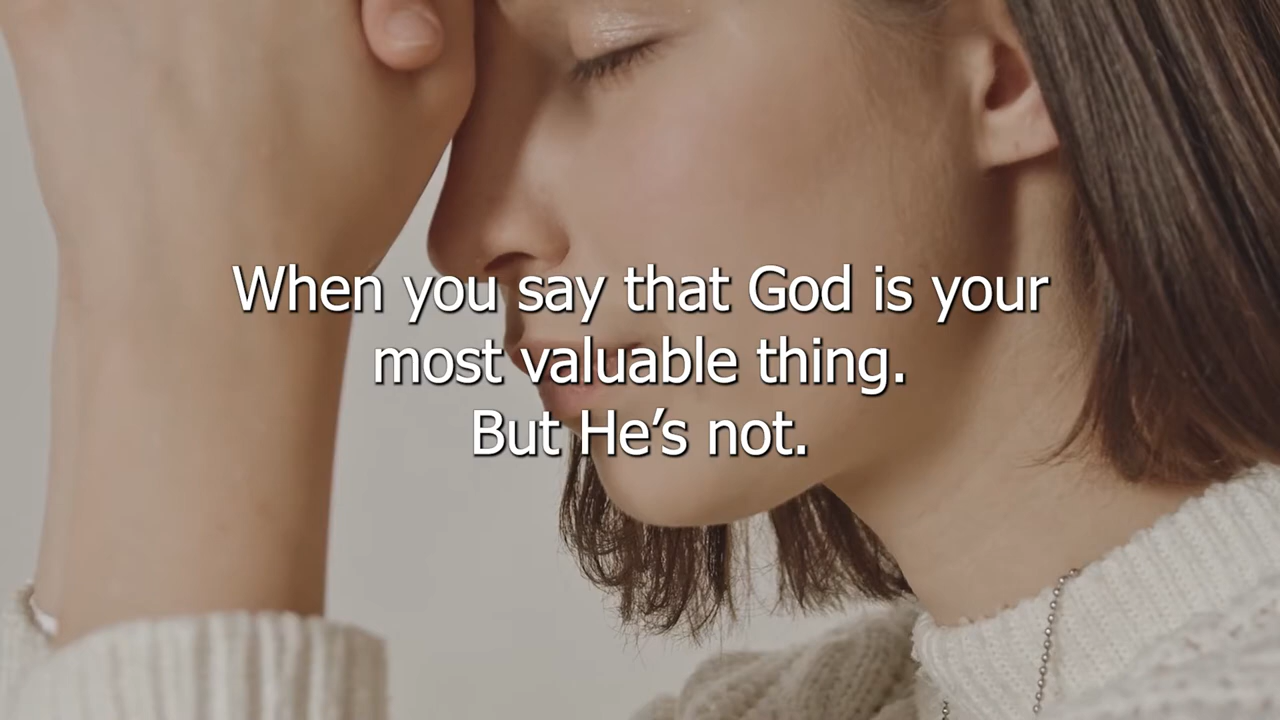 When you say that God is your
most valuable thing.
But He’s not.